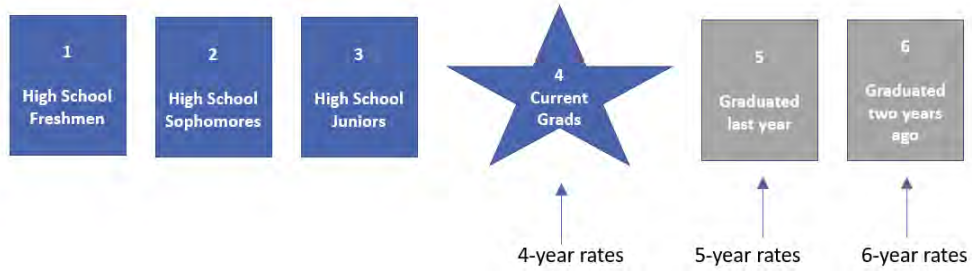 1
High School
Freshmen
2
High School
Sophomores
3
High School
Juniors
4
Current
Grads
5
Graduated
last year
6
Graduated
two years
ago
4-year rates
5-year rates
6-year rates